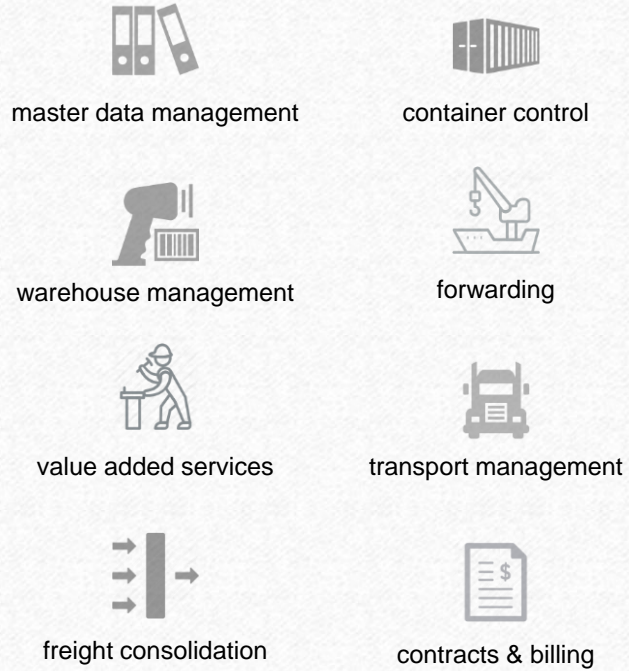 master data management
container control
warehouse management
forwarding
value added services
transport management
freight consolidation
$
contracts & billing